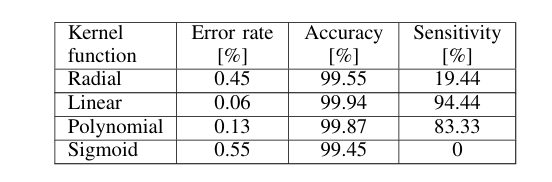 Kernel function Error rate [%] Accuracy [%] Sensitivity [%]
Radial 0.45 99.55 19.44
Linear 0.06 99.94 94.44
Polynomial 0.13 99.87 83.33
Sigmoid 0.55 99.45 0